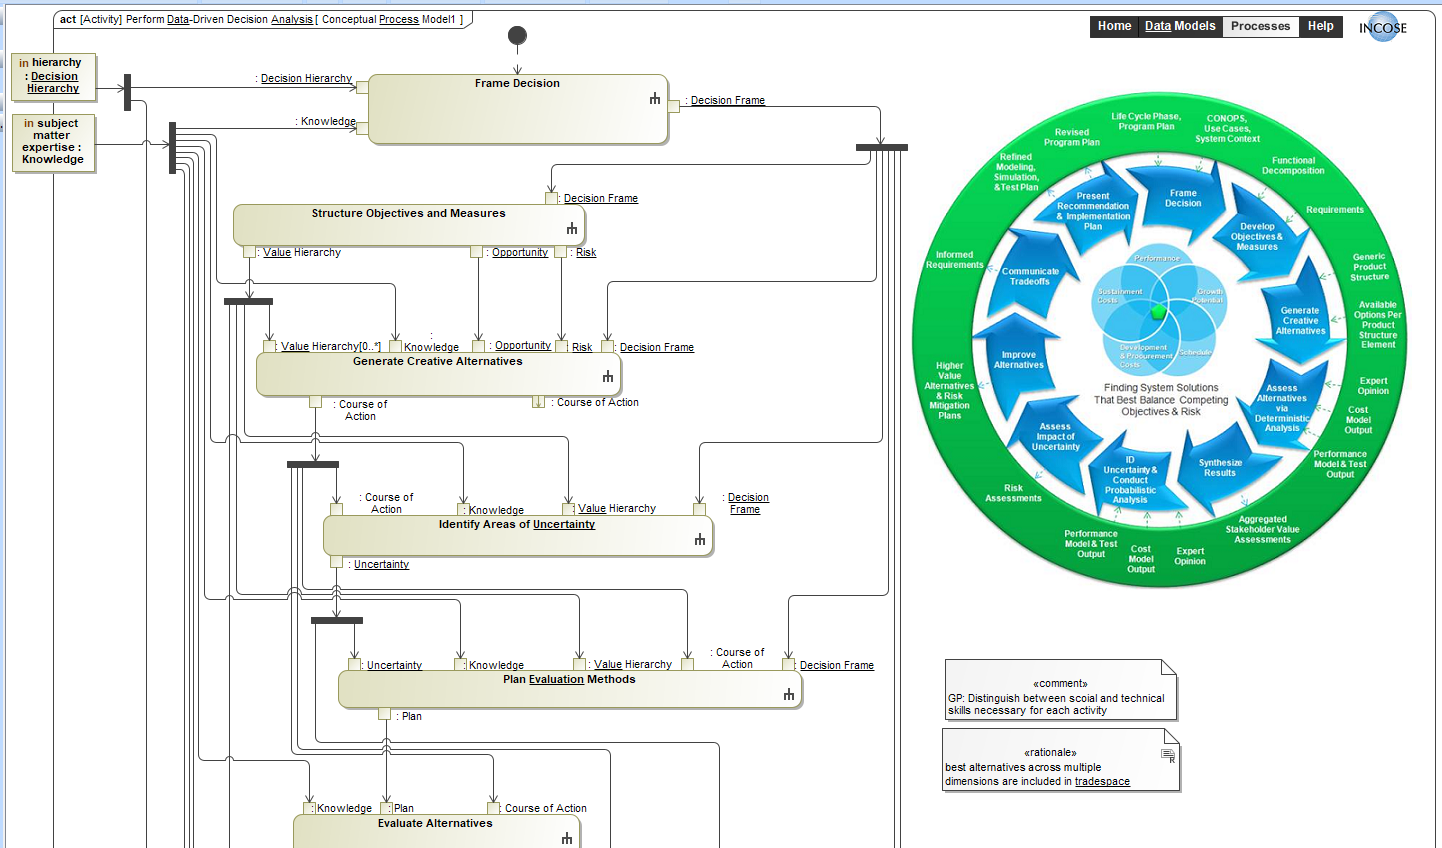 act [Activity] Perform Data-Driven Decision Analysis [ Conceptual Process Model1 ]
Home
Data Models
Processes
Help
INCOSE
in hierarchy
: Decision
Hierarchy
in subject
matter
expertise :
Knowledge
: Decision Hierarchy
: Knowledge
Frame Decision
: Decision Frame
: Decision Frame
Structure Objectives and Measures
: Value Hierarchy
: Opportunity
: Risk
: Value Hierarchy[0..*]
:
Knowledge
: Opportunity
: Risk
: Decision Frame
Generate Creative Alternatives
: Course of
Action
: Course of Action
: Course of
Action
: Knowledge
: Value Hierarchy
: Decision
Frame
Identify Areas of Uncertainty
: Uncertainty
: Uncertainty
: Knowledge
: Value Hierarchy
: Course of
Action
: Decision Frame
Plan Evaluation Methods
: Plan
: Knowledge
: Plan
: Course of Action
Evaluate Alternatives
Life Cycle Phase,
Program Plan
CONOPS,
Use Cases,
System Context
Functional
Decomposition
Requirements
Generic
Product
Structure
Available
Options Per
Product
Structure
Element
Expert
Opinion
Cost
Model
Output
Performance
Model & Test
Output
Aggregated
Stakeholder Value
Assessments
Expert
Opinion
Cost
Model
Output
Performance
Model & Test
Output
Risk
Assessments
Higher
Value
Alternatives
& Risk
Mitigation
Plans
Informed
Requirements
Refined
Modeling,
Simulation,
&Test Plan
Revised
Program Plan
Frame
Decision
Develop
Objectives &
Measures
Generate
Creative
Alternatives
Assess
Alternatives
via
Deterministic
Analysis
Synthesize
Results
ID
Uncertainty &
Conduct
Probabilistic
Analysis
Assess
Impact of
Uncertainty
Improve
Alternatives
Communicate
Tradeoffs
Present
Recommendation
& Implementation
Plan
Performance
Growth
Potential
Schedule
Development
& Procurement
Costs
Sustainment
Costs
Finding System Solutions
That Best Balance Competing
Objectives & Risk
«comment»
GP: Distinguish between scoial and technical
skills necessary for each activity
«rationale»
best alternatives across multiple
dimensions are included in tradespace